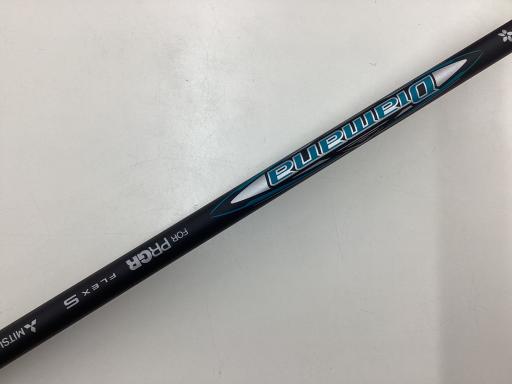 Diamana
FOR PRGR
FLEX S
MITSU